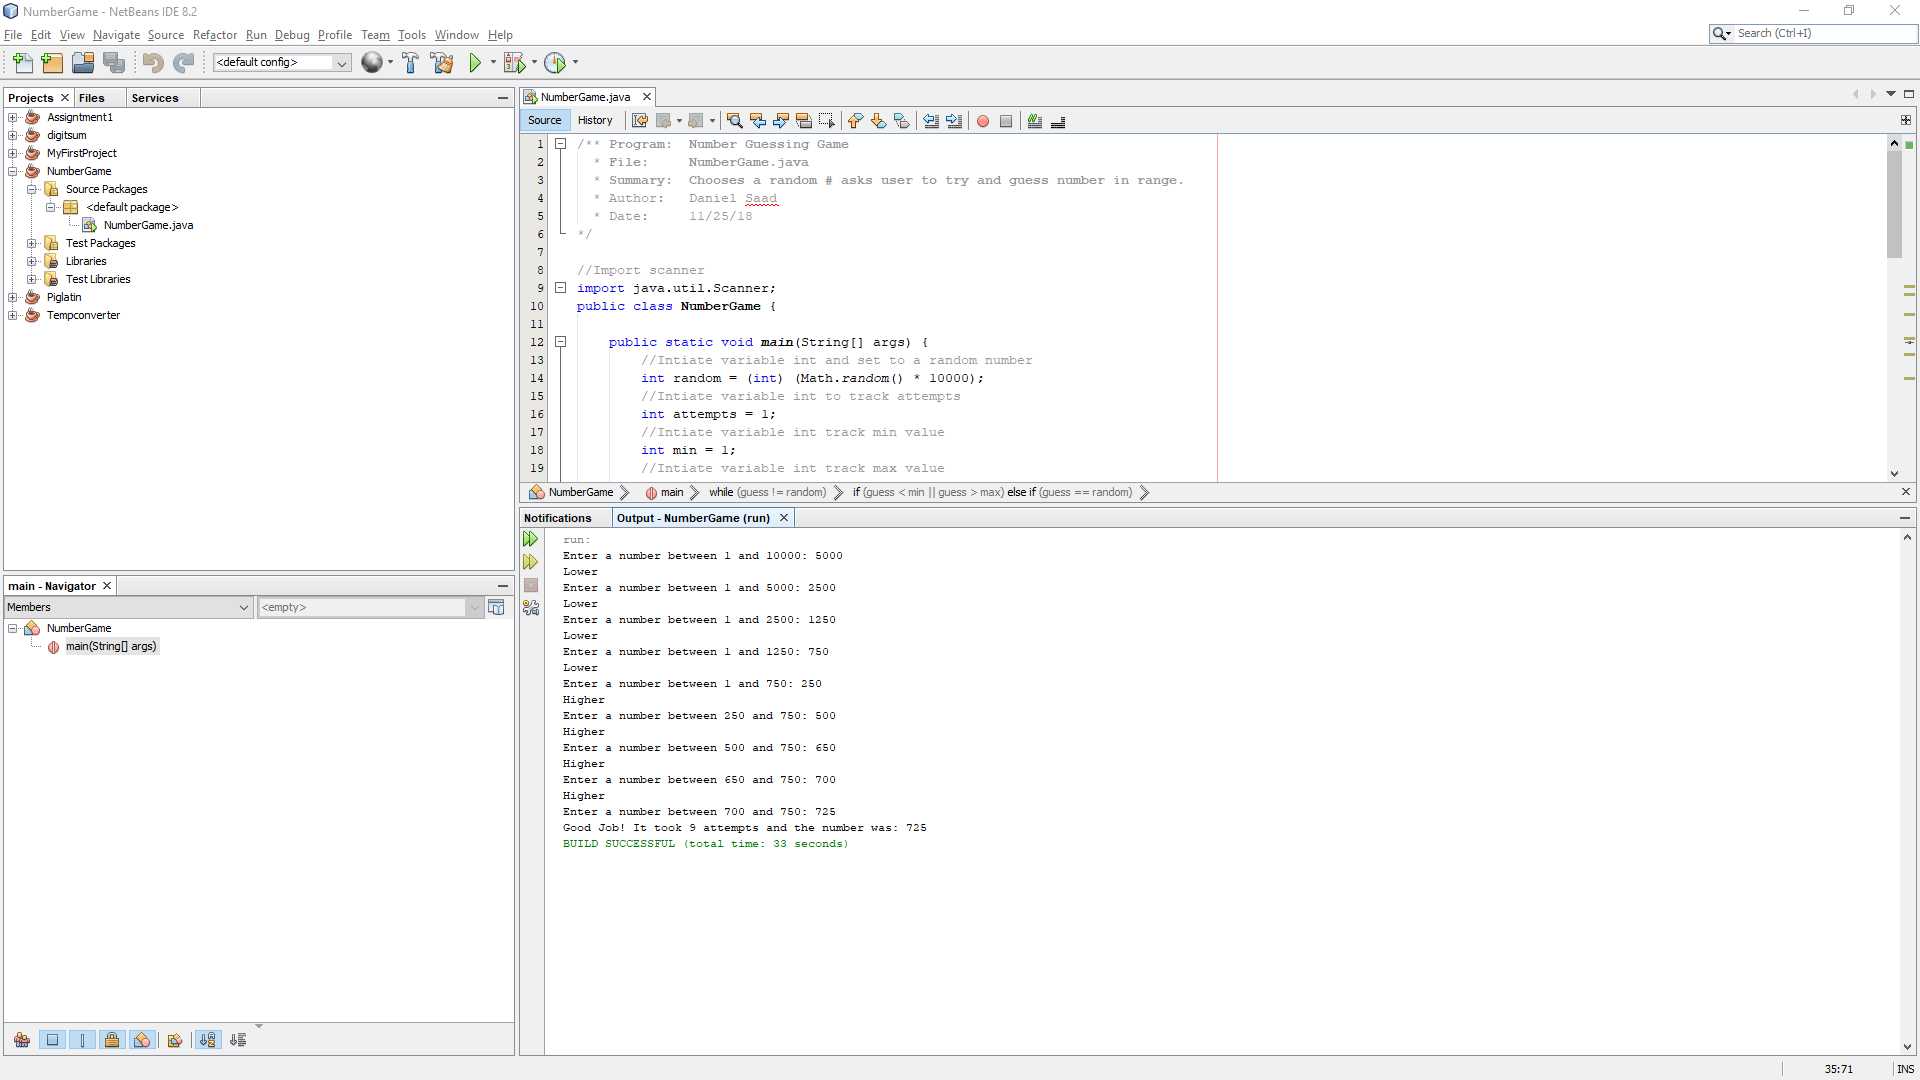 NumberGame - NetBeans IDE 8.2
File Edit View Navigate Source Refactor Run Debug Profile Team Tools Window Help
Search (Ctrl+I)
<default config>
Projects Files Services
Assigntment1
digitsum
MyFirstProject
NumberGame
Source Packages
<default package>
NumberGame.java
Test Packages
Libraries
Test Libraries
Piglatin
Tempconverter
main - Navigator
Members
<empty>
NumberGame
main(String[] args)
NumberGame.java
Source History
1 /** Program: Number Guessing Game
2 * File: NumberGame.java
3 * Summary: Chooses a random # asks user to try and guess number in range.
4 * Author: Daniel Saad
5 * Date: 11/25/18
6 */
7
8 //Import scanner
9 import java.util.Scanner;
10 public class NumberGame {
11
12 public static void main(String[] args) {
13 //Intiate variable int and set to a random number
14 int random = (int) (Math.random() * 10000);
15 //Intiate variable int to track attempts
16 int attempts = 1;
17 //Intiate variable int track min value
18 int min = 1;
19 //Intiate variable int track max value
NumberGame main while (guess != random) if (guess < min || guess > max) else if (guess == random)
Notifications Output - NumberGame (run)
run:
Enter a number between 1 and 10000: 5000
Lower
Enter a number between 1 and 5000: 2500
Lower
Enter a number between 1 and 2500: 1250
Lower
Enter a number between 1 and 1250: 750
Lower
Enter a number between 1 and 750: 250
Higher
Enter a number between 250 and 750: 500
Higher
Enter a number between 500 and 750: 650
Higher
Enter a number between 650 and 750: 700
Higher
Enter a number between 700 and 750: 725
Good Job! It took 9 attempts and the number was: 725
BUILD SUCCESSFUL (total time: 33 seconds)
35:71 INS